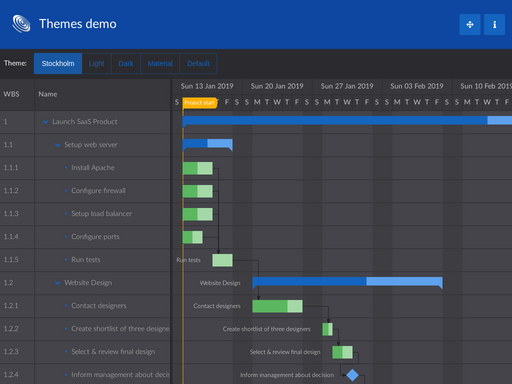 Themes demo
Theme: Stockholm Light Dark Material Default
WBS Name Sun 13 Jan 2019 Sun 20 Jan 2019 Sun 27 Jan 2019 Sun 03 Feb 2019 Sun 10 Feb 2019
S Project start F S S M T W T F S S M T W T F S S M T W T F S S M T W T F
1 Launch SaaS Product
1.1 Setup web server
1.1.1 Install Apache
1.1.2 Configure firewall
1.1.3 Setup load balancer
1.1.4 Configure ports
1.1.5 Run tests Run tests
1.2 Website Design Website Design
1.2.1 Contact designers Contact designers
1.2.2 Create shortlist of three designe Create shortlist of three designers
1.2.3 Select & review final design Select & review final design
1.2.4 Inform management about decis Inform management about decision